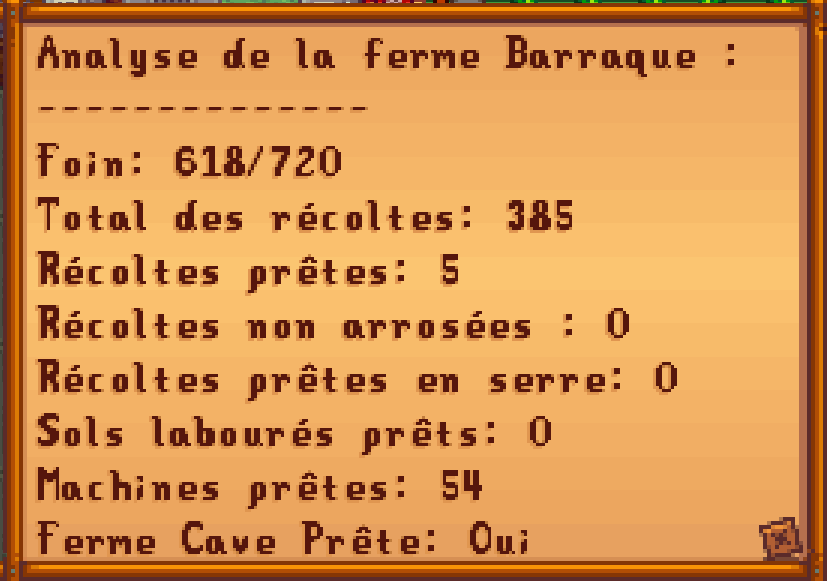 Analyse de la ferme Barraque :
--------------
Foin: 618/720
Total des récoltes: 385
Récoltes prêtes: 5
Récoltes non arrosées : 0
Récoltes prêtes en serre: 0
Sols labourés prêts: 0
Machines prêtes: 54
Ferme Cave Prête: Oui